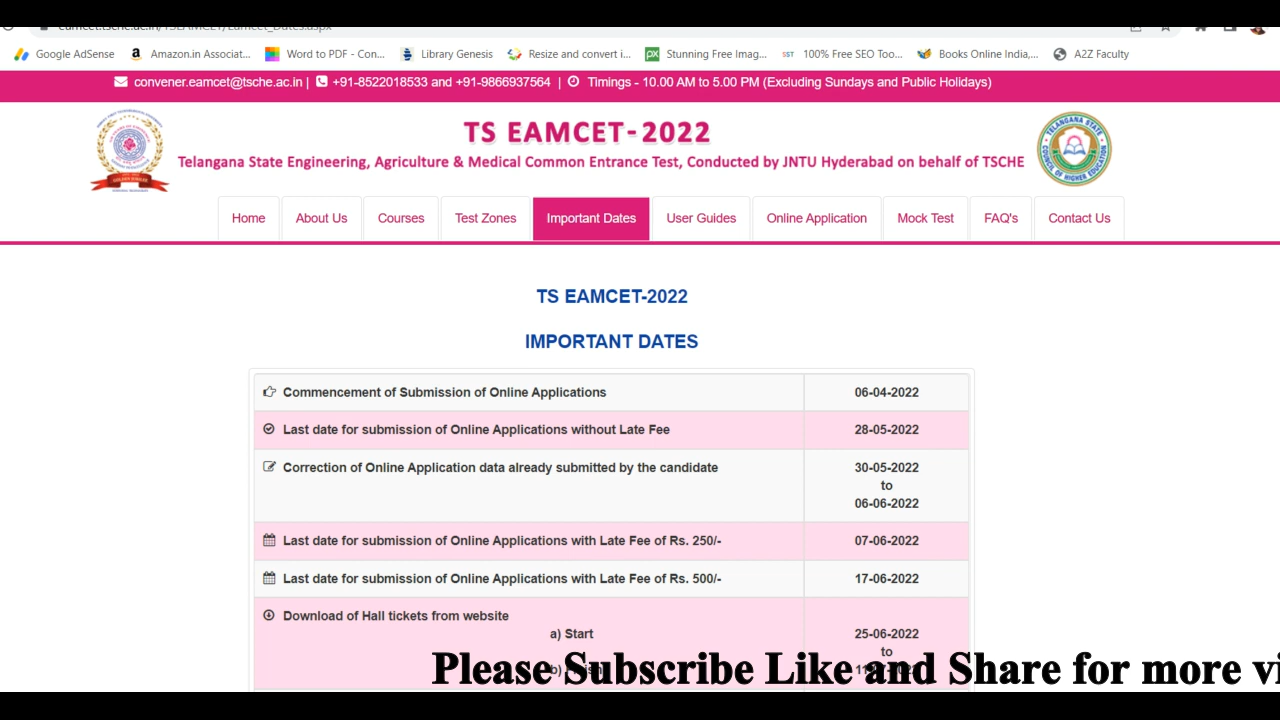 Google AdSense Amazon.in Associat... Word to PDF - Con... Library Genesis Resize and convert i... Stunning Free Imag... 100% Free SEO Too... Books Online India,... A2Z Faculty
convener.eamcet@tsche.ac.in | +91-8522018533 and +91-9866937564 | Timings - 10.00 AM to 5.00 PM (Excluding Sundays and Public Holidays)
TS EAMCET-2022
Telangana State Engineering, Agriculture & Medical Common Entrance Test, Conducted by JNTU Hyderabad on behalf of TSCHE
TELANGANA STATE COUNCIL OF HIGHER EDUCATION
Home About Us Courses Test Zones Important Dates User Guides Online Application Mock Test FAQ's Contact Us
TS EAMCET-2022
IMPORTANT DATES
Commencement of Submission of Online Applications 06-04-2022
Last date for submission of Online Applications without Late Fee 28-05-2022
Correction of Online Application data already submitted by the candidate 30-05-2022
to
06-06-2022
Last date for submission of Online Applications with Late Fee of Rs. 250/- 07-06-2022
Last date for submission of Online Applications with Late Fee of Rs. 500/- 17-06-2022
Download of Hall tickets from website
a) Start 25-06-2022
to
Please Subscribe Like and Share for more vi